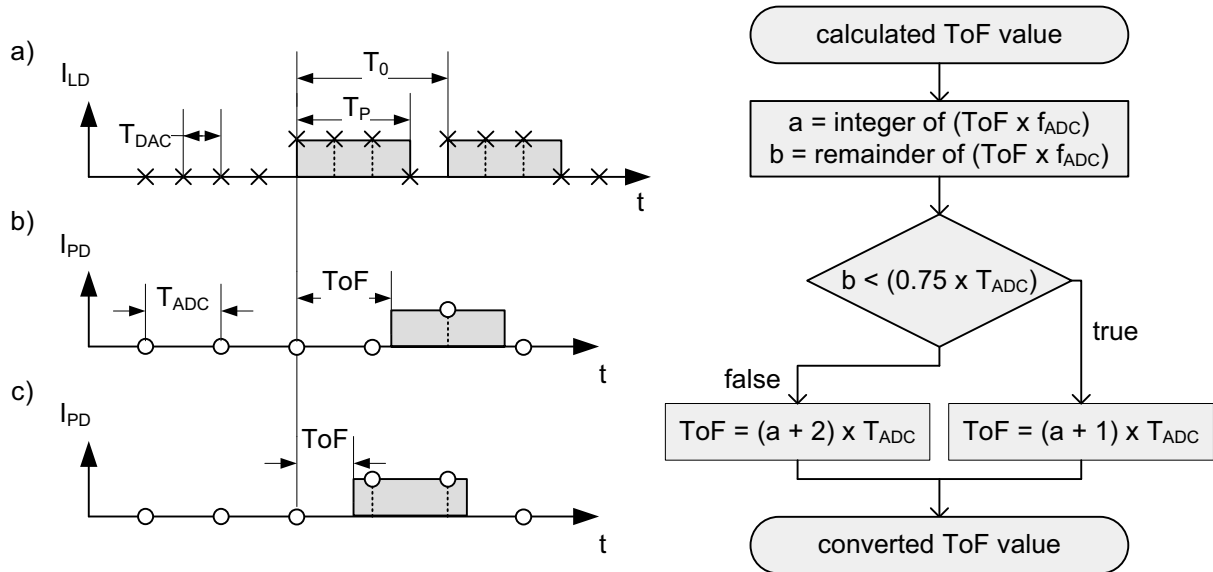 a)
I_LD
T_0
T_P
T_DAC
t
b)
I_PD
ToF
T_ADC
t
c)
I_PD
ToF
t
calculated ToF value
a = integer of (ToF x f_ADC)
b = remainder of (ToF x f_ADC)
b < (0.75 x T_ADC)
true
false
ToF = (a + 2) x T_ADC
ToF = (a + 1) x T_ADC
converted ToF value